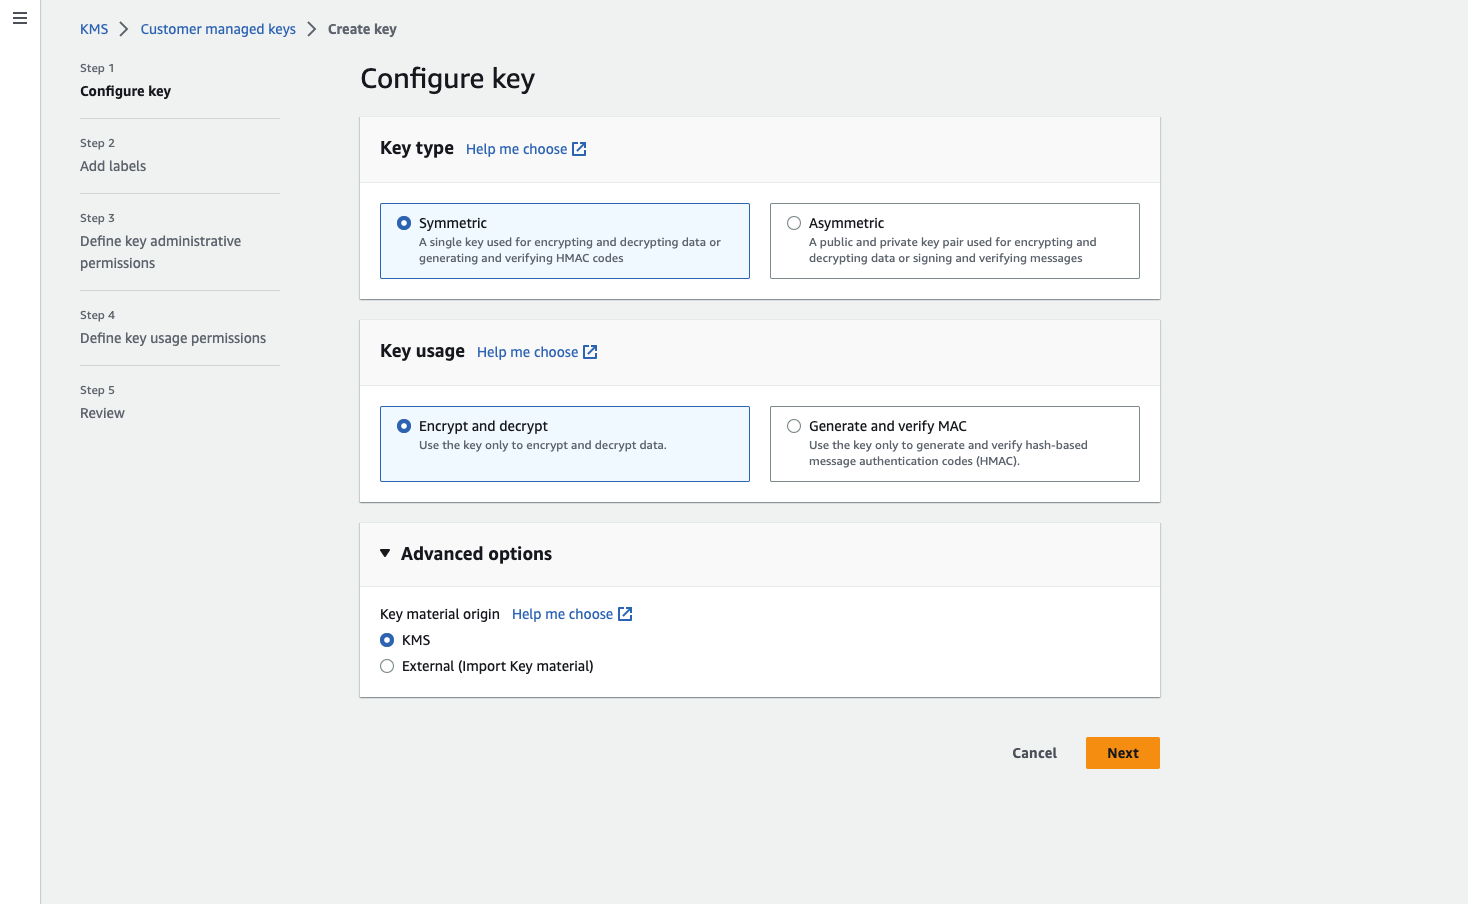 KMS > Customer managed keys > Create key
Step 1
Configure key
Step 2
Add labels
Step 3
Define key administrative
permissions
Step 4
Define key usage permissions
Step 5
Review
Configure key
Key type Help me choose
Symmetric
A single key used for encrypting and decrypting data or
generating and verifying HMAC codes
Asymmetric
A public and private key pair used for encrypting and
decrypting data or signing and verifying messages
Key usage Help me choose
Encrypt and decrypt
Use the key only to encrypt and decrypt data.
Generate and verify MAC
Use the key only to generate and verify hash-based
message authentication codes (HMAC).
Advanced options
Key material origin Help me choose
KMS
External (Import Key material)
Cancel Next